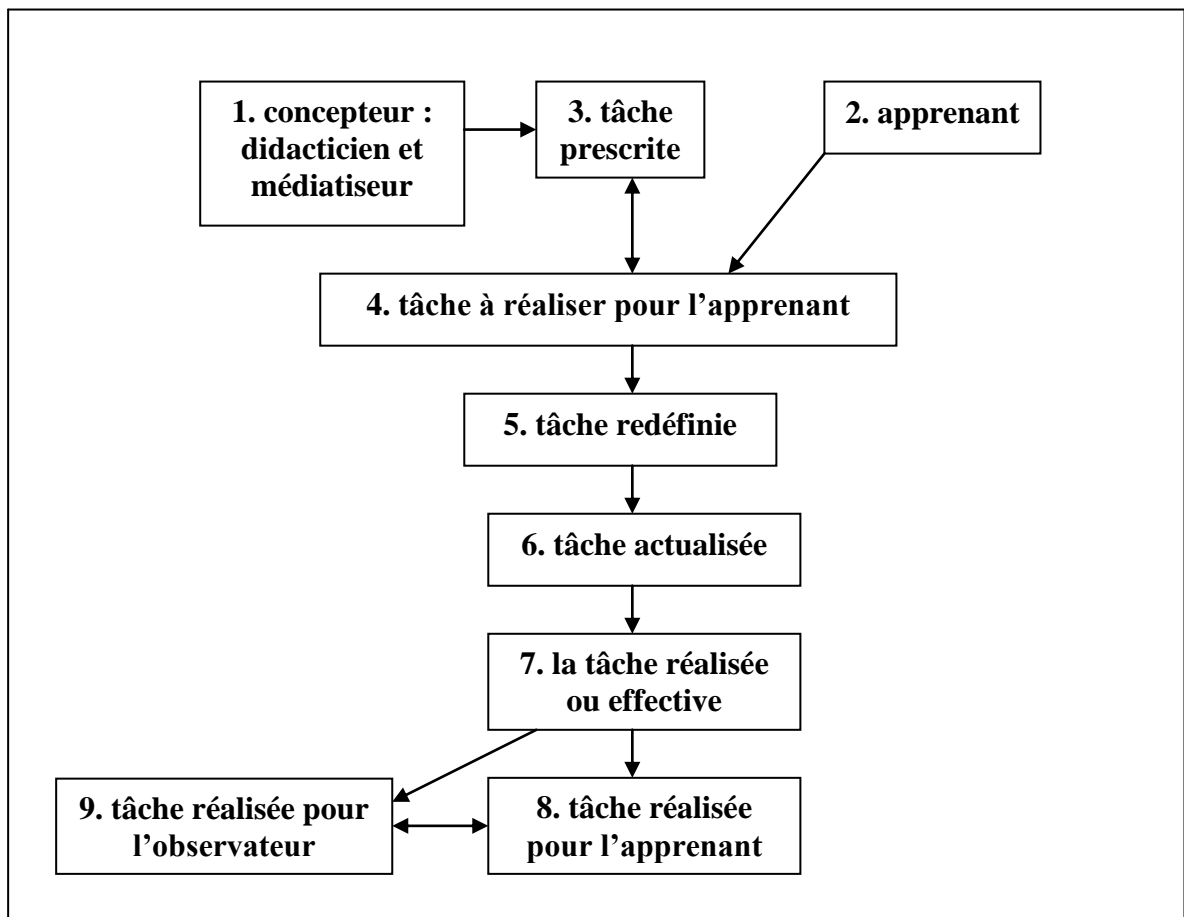 1. concepteur :
didacticien et
médiatiseur
3. tâche
prescrite
2. apprenant
4. tâche à réaliser pour l’apprenant
5. tâche redéfinie
6. tâche actualisée
7. la tâche réalisée
ou effective
9. tâche réalisée pour
l’observateur
8. tâche réalisée
pour l’apprenant